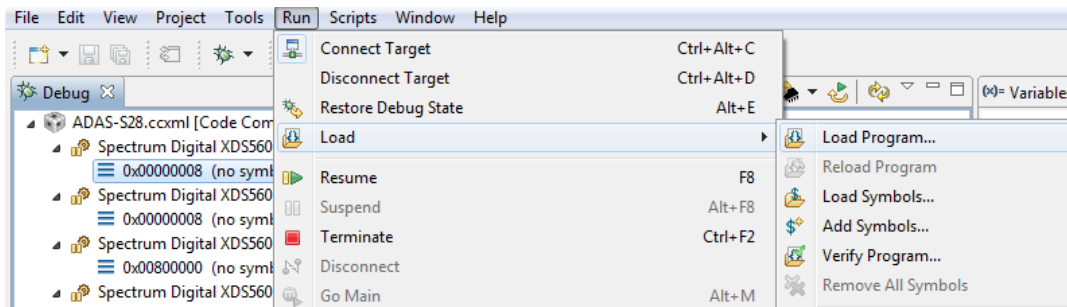 File Edit View Project Tools Run Scripts Window Help
Debug
ADAS-S28.ccxml [Code Com
Spectrum Digital XDS560
0x00000008 (no symb
Spectrum Digital XDS560
0x00000008 (no symb
Spectrum Digital XDS560
0x00800000 (no symb
Spectrum Digital XDS560
Connect Target Ctrl+Alt+C
Disconnect Target Ctrl+Alt+D
Restore Debug State Alt+E
Load
Resume F8
Suspend Alt+F8
Terminate Ctrl+F2
Disconnect
Go Main Alt+M
Load Program...
Reload Program
Load Symbols...
Add Symbols...
Verify Program...
Remove All Symbols
(x)= Variable